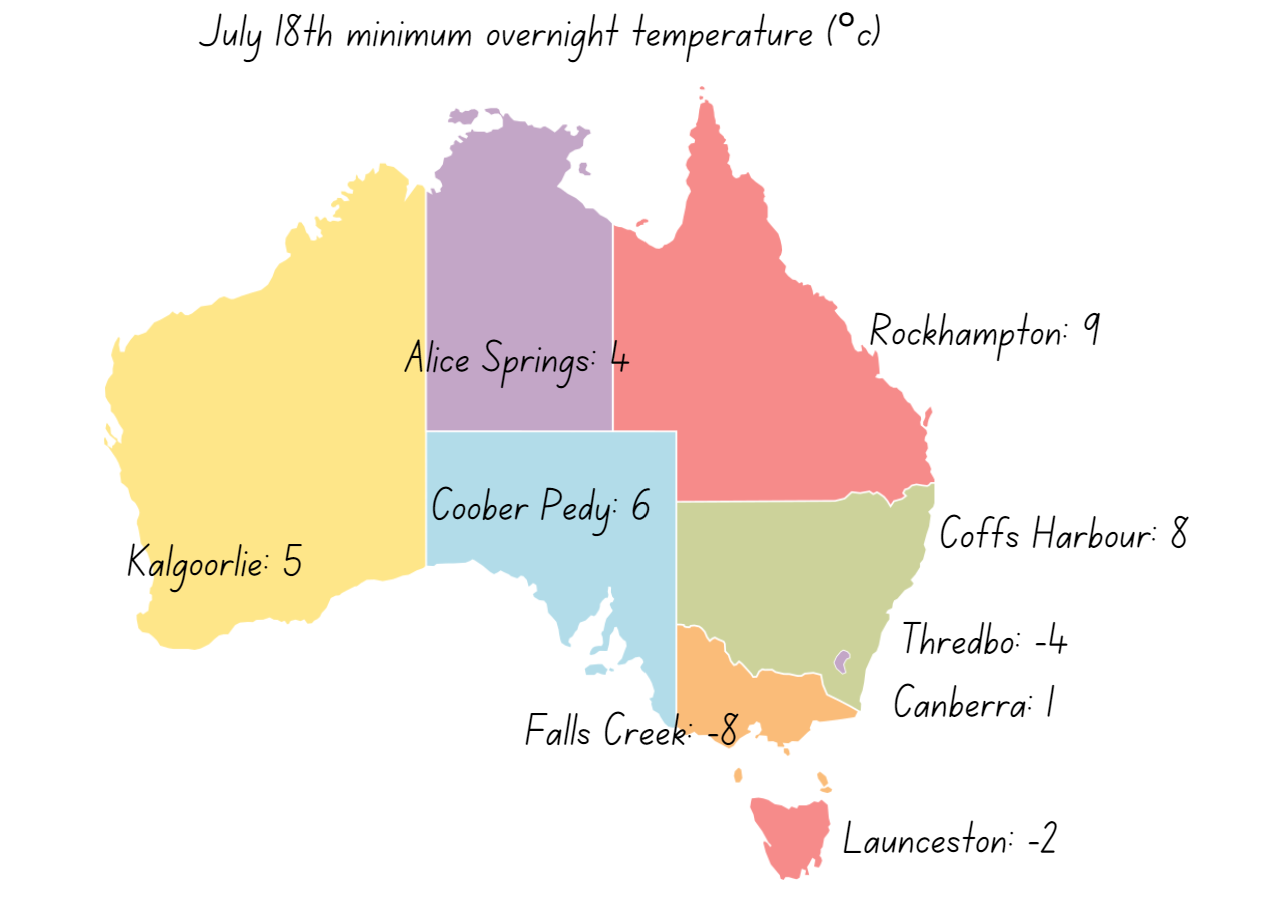 July 18th minimum overnight temperature (°c)
Rockhampton: 9
Alice Springs: 4
Coober Pedy: 6
Coffs Harbour: 8
Kalgoorlie: 5
Thredbo: -4
Canberra: 1
Falls Creek: -8
Launceston: -2